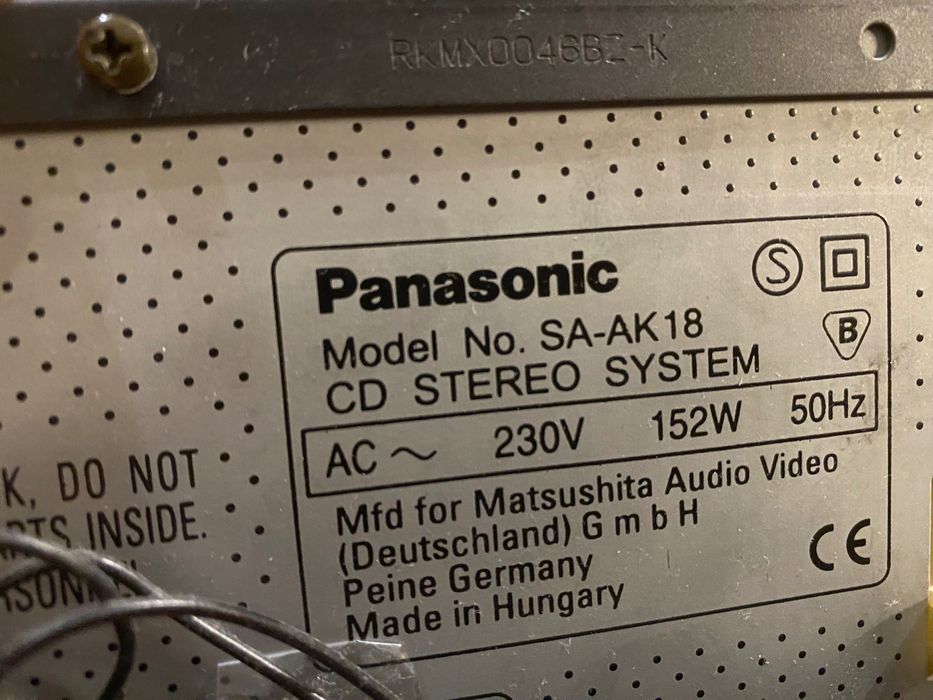 RKMX0046BZ-K
Panasonic
S
B
Model No. SA-AK18
CD STEREO SYSTEM
AC ~ 230V 152W 50Hz
Mfd for Matsushita Audio Video
(Deutschland) G m b H
Peine Germany
Made in Hungary
CE
K, DO NOT
RTS INSIDE.